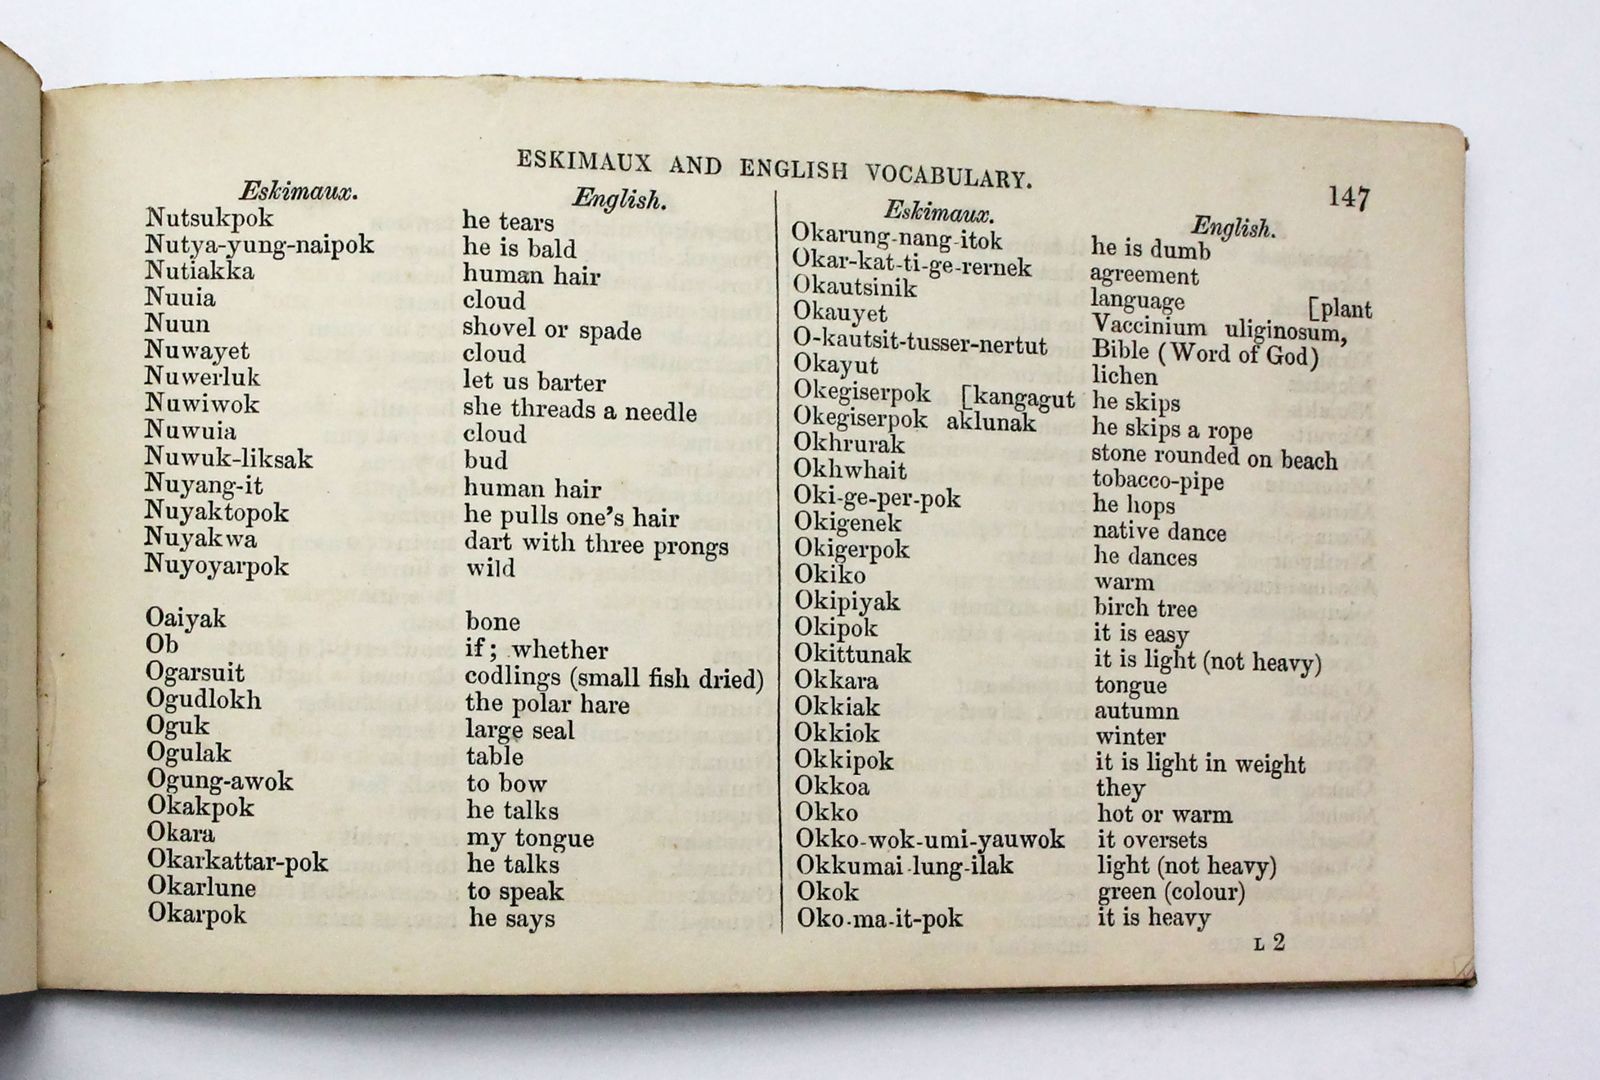 ESKIMAUX AND ENGLISH VOCABULARY. 147
Eskimaux. English.
Nutsukpok he tears
Nutya-yung-naipok he is bald
Nutiakka human hair
Nuuia cloud
Nuun shovel or spade
Nuwayet cloud
Nuwerluk let us barter
Nuwiwok she threads a needle
Nuwuia cloud
Nuwuk-liksak bud
Nuyang-it human hair
Nuyaktopok he pulls one's hair
Nuyakwa dart with three prongs
Nuyoyarpok wild
Oaiyak bone
Ob if; whether
Ogarsuit codlings (small fish dried)
Ogudlokh the polar hare
Oguk large seal
Ogulak table
Ogung-awok to bow
Okakpok he talks
Okara my tongue
Okarkattar-pok he talks
Okarlune to speak
Okarpok he says
Eskimaux. English.
Okarung-nang-itok he is dumb
Okar-kat-ti-ge-rernek agreement
Okautsinik language [plant
Okauyet Vaccinium uliginosum,
O-kautsit-tusser-nertut Bible (Word of God)
Okayut lichen
Okegiserpok [kangagut he skips
Okegiserpok aklunak he skips a rope
Okhrurak stone rounded on beach
Okhwhait tobacco-pipe
Oki-ge-per-pok he hops
Okigenek native dance
Okigerpok he dances
Okiko warm
Okipiyak birch tree
Okipok it is easy
Okittunak it is light (not heavy)
Okkara tongue
Okkiak autumn
Okkiok winter
Okkipok it is light in weight
Okkoa they
Okko hot or warm
Okko-wok-umi-yauwok it oversets
Okkumai-lung-ilak light (not heavy)
Okok green (colour)
Oko-ma-it-pok it is heavy
L 2